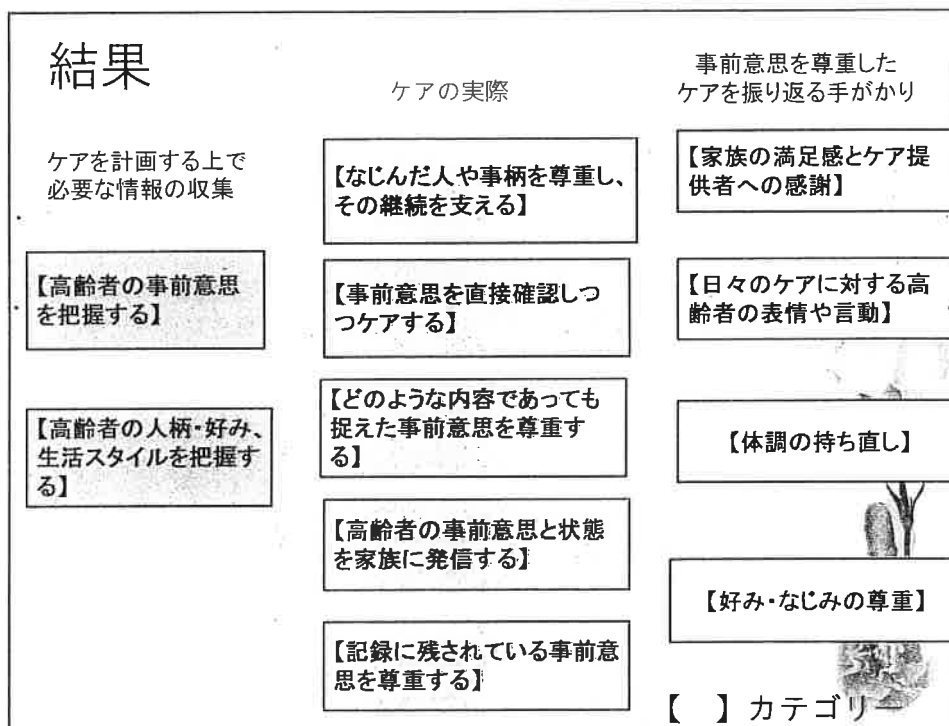 結果
ケアを計画する上で
必要な情報の収集
【高齢者の事前意思
を把握する】
【高齢者の人柄・好み、
生活スタイルを把握す
る】
ケアの実際
【なじんだ人や事柄を尊重し、
その継続を支える】
【事前意思を直接確認しつ
つケアする】
【どのような内容であっても
捉えた事前意思を尊重す
る】
【高齢者の事前意思と状態
を家族に発信する】
【記録に残されている事前意
思を尊重する】
事前意思を尊重した
ケアを振り返る手がかり
【家族の満足感とケア提
供者への感謝】
【日々のケアに対する高
齢者の表情や言動】
【体調の持ち直し】
【好み・なじみの尊重】
【　】カテゴリー